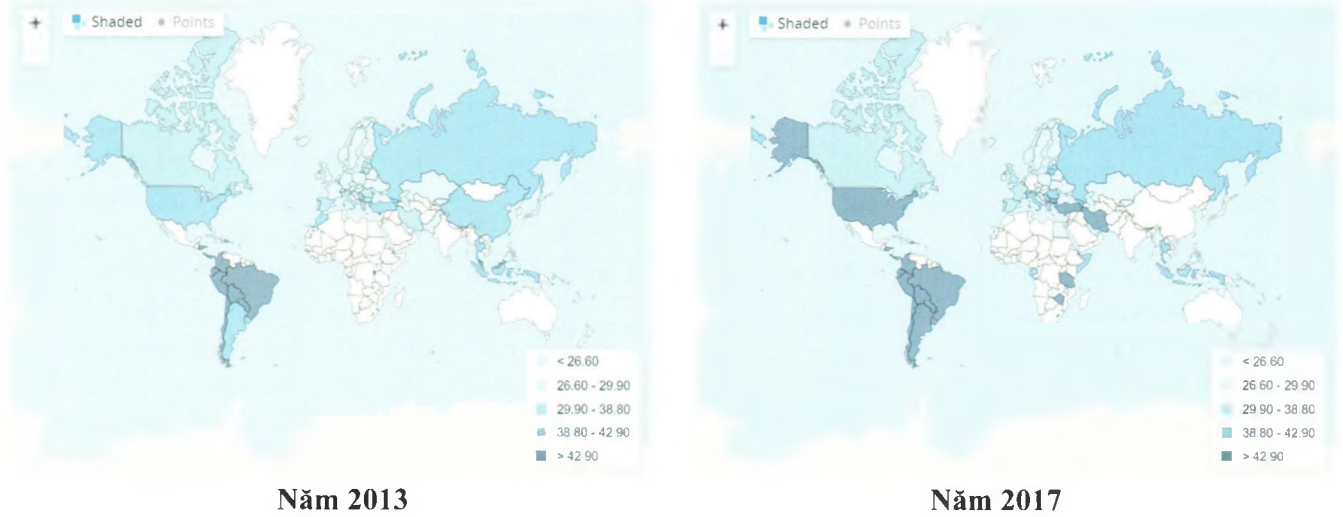 + Shaded Points
< 26.60
26.60 - 29.90
29.90 - 38.80
38.80 - 42.90
> 42.90
Năm 2013
+ Shaded Points
< 26.60
26.60 - 29.90
29.90 - 38.80
38.80 - 42.90
> 42.90
Năm 2017